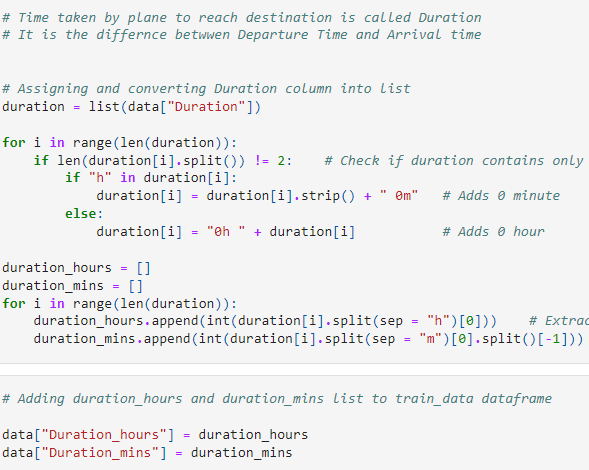 # Time taken by plane to reach destination is called Duration
# It is the differnce betwwen Departure Time and Arrival time
# Assigning and converting Duration column into list
duration = list(data["Duration"])
for i in range(len(duration)):
    if len(duration[i].split()) != 2:    # Check if duration contains only
        if "h" in duration[i]:
            duration[i] = duration[i].strip() + " 0m"   # Adds 0 minute
        else:
            duration[i] = "0h " + duration[i]           # Adds 0 hour
duration_hours = []
duration_mins = []
for i in range(len(duration)):
    duration_hours.append(int(duration[i].split(sep = "h")[0]))    #
    duration_mins.append(int(duration[i].split(sep = "m")[0].split()[-1]))
# Adding duration_hours and duration_mins list to train_data dataframe
data["Duration_hours"] = duration_hours
data["Duration_mins"] = duration_mins